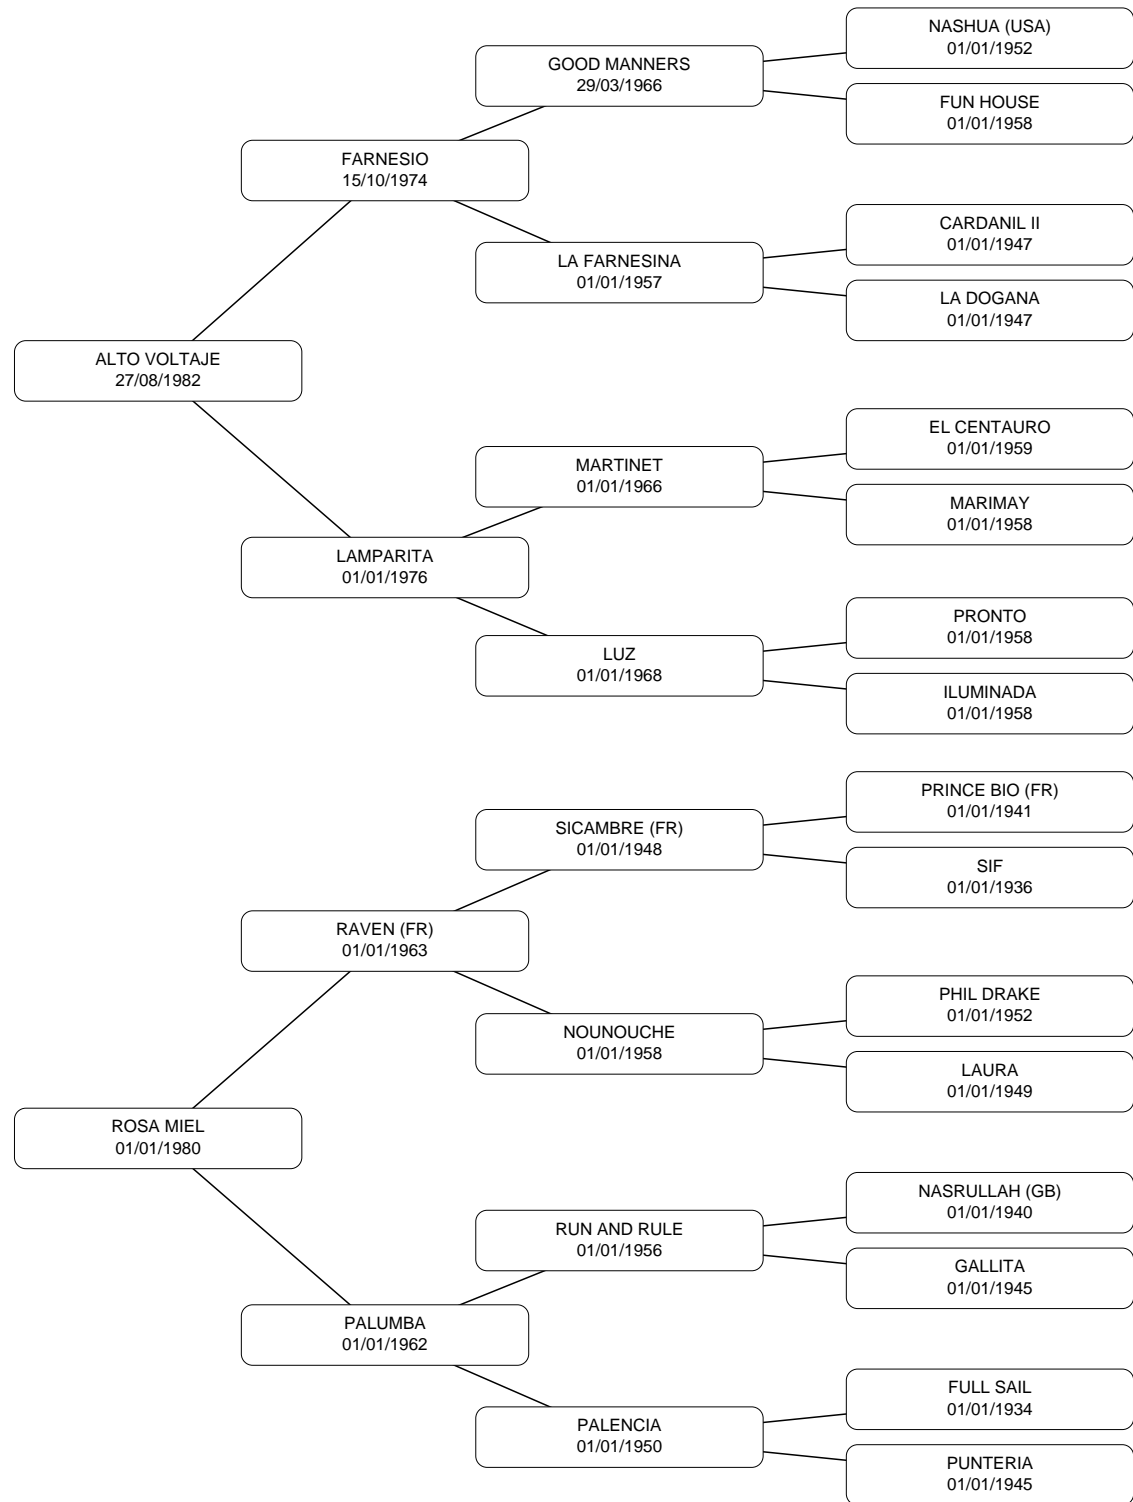 NASHUA (USA)
01/01/1952
GOOD MANNERS
29/03/1966
FUN HOUSE
01/01/1958
FARNESIO
15/10/1974
CARDANIL II
01/01/1947
LA FARNESINA
01/01/1957
LA DOGANA
01/01/1947
ALTO VOLTAJE
27/08/1982
EL CENTAURO
01/01/1959
MARTINET
01/01/1966
MARIMAY
01/01/1958
LAMPARITA
01/01/1976
PRONTO
01/01/1958
LUZ
01/01/1968
ILUMINADA
01/01/1958
PRINCE BIO (FR)
01/01/1941
SICAMBRE (FR)
01/01/1948
SIF
01/01/1936
RAVEN (FR)
01/01/1963
PHIL DRAKE
01/01/1952
NOUNOUCHE
01/01/1958
LAURA
01/01/1949
ROSA MIEL
01/01/1980
NASRULLAH (GB)
01/01/1940
RUN AND RULE
01/01/1956
GALLITA
01/01/1945
PALUMBA
01/01/1962
FULL SAIL
01/01/1934
PALENCIA
01/01/1950
PUNTERIA
01/01/1945